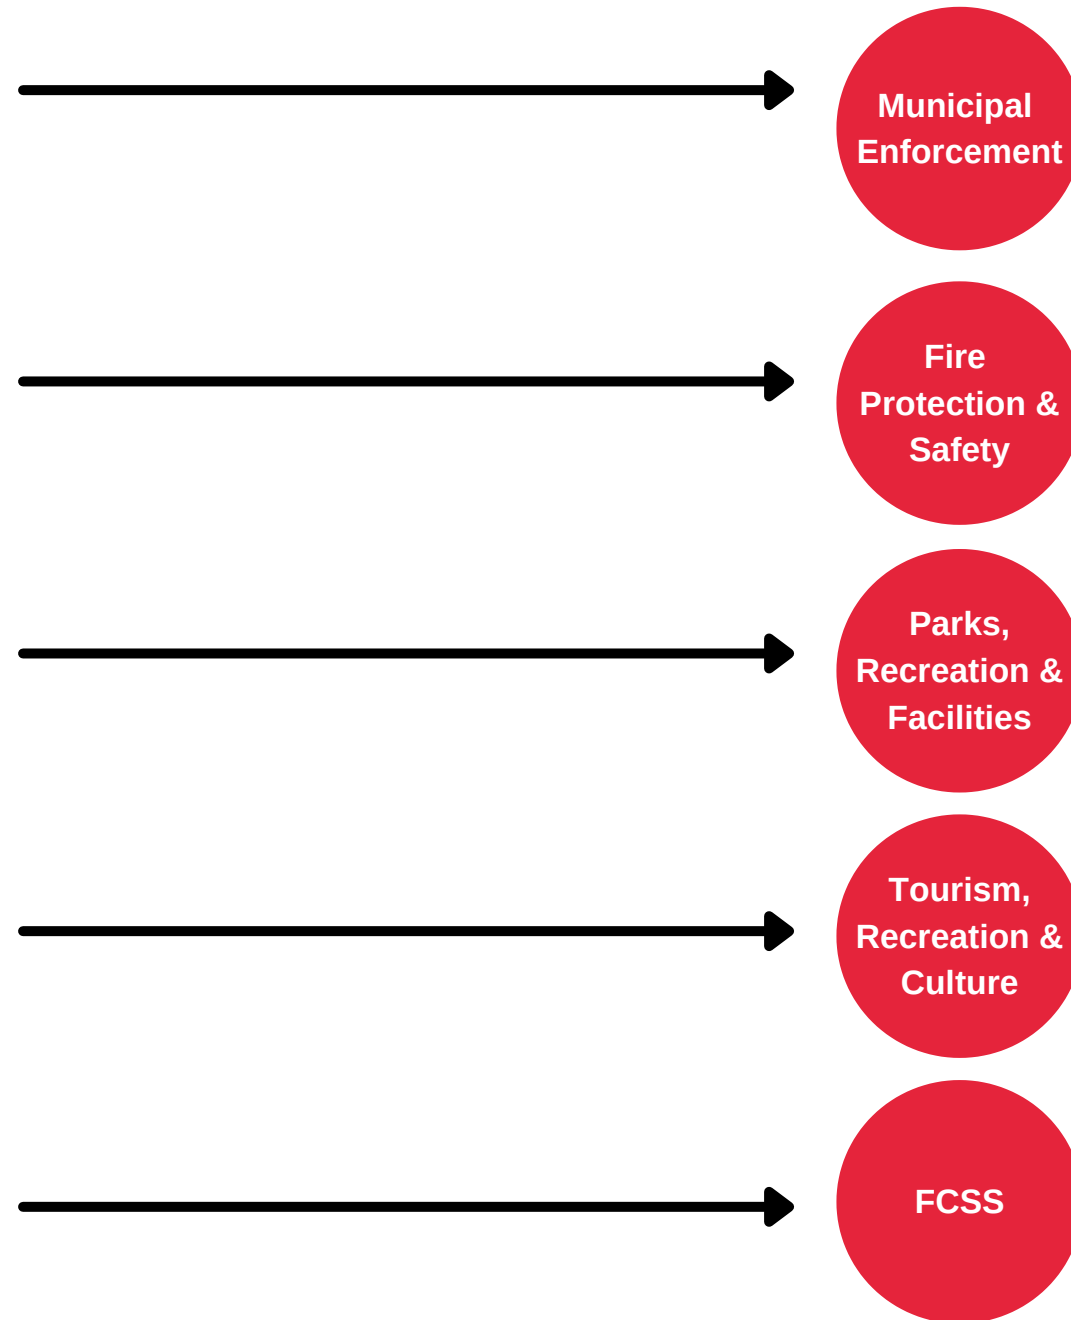 Municipal
Enforcement
Fire
Protection &
Safety
Parks,
Recreation &
Facilities
Tourism,
Recreation &
Culture
FCSS